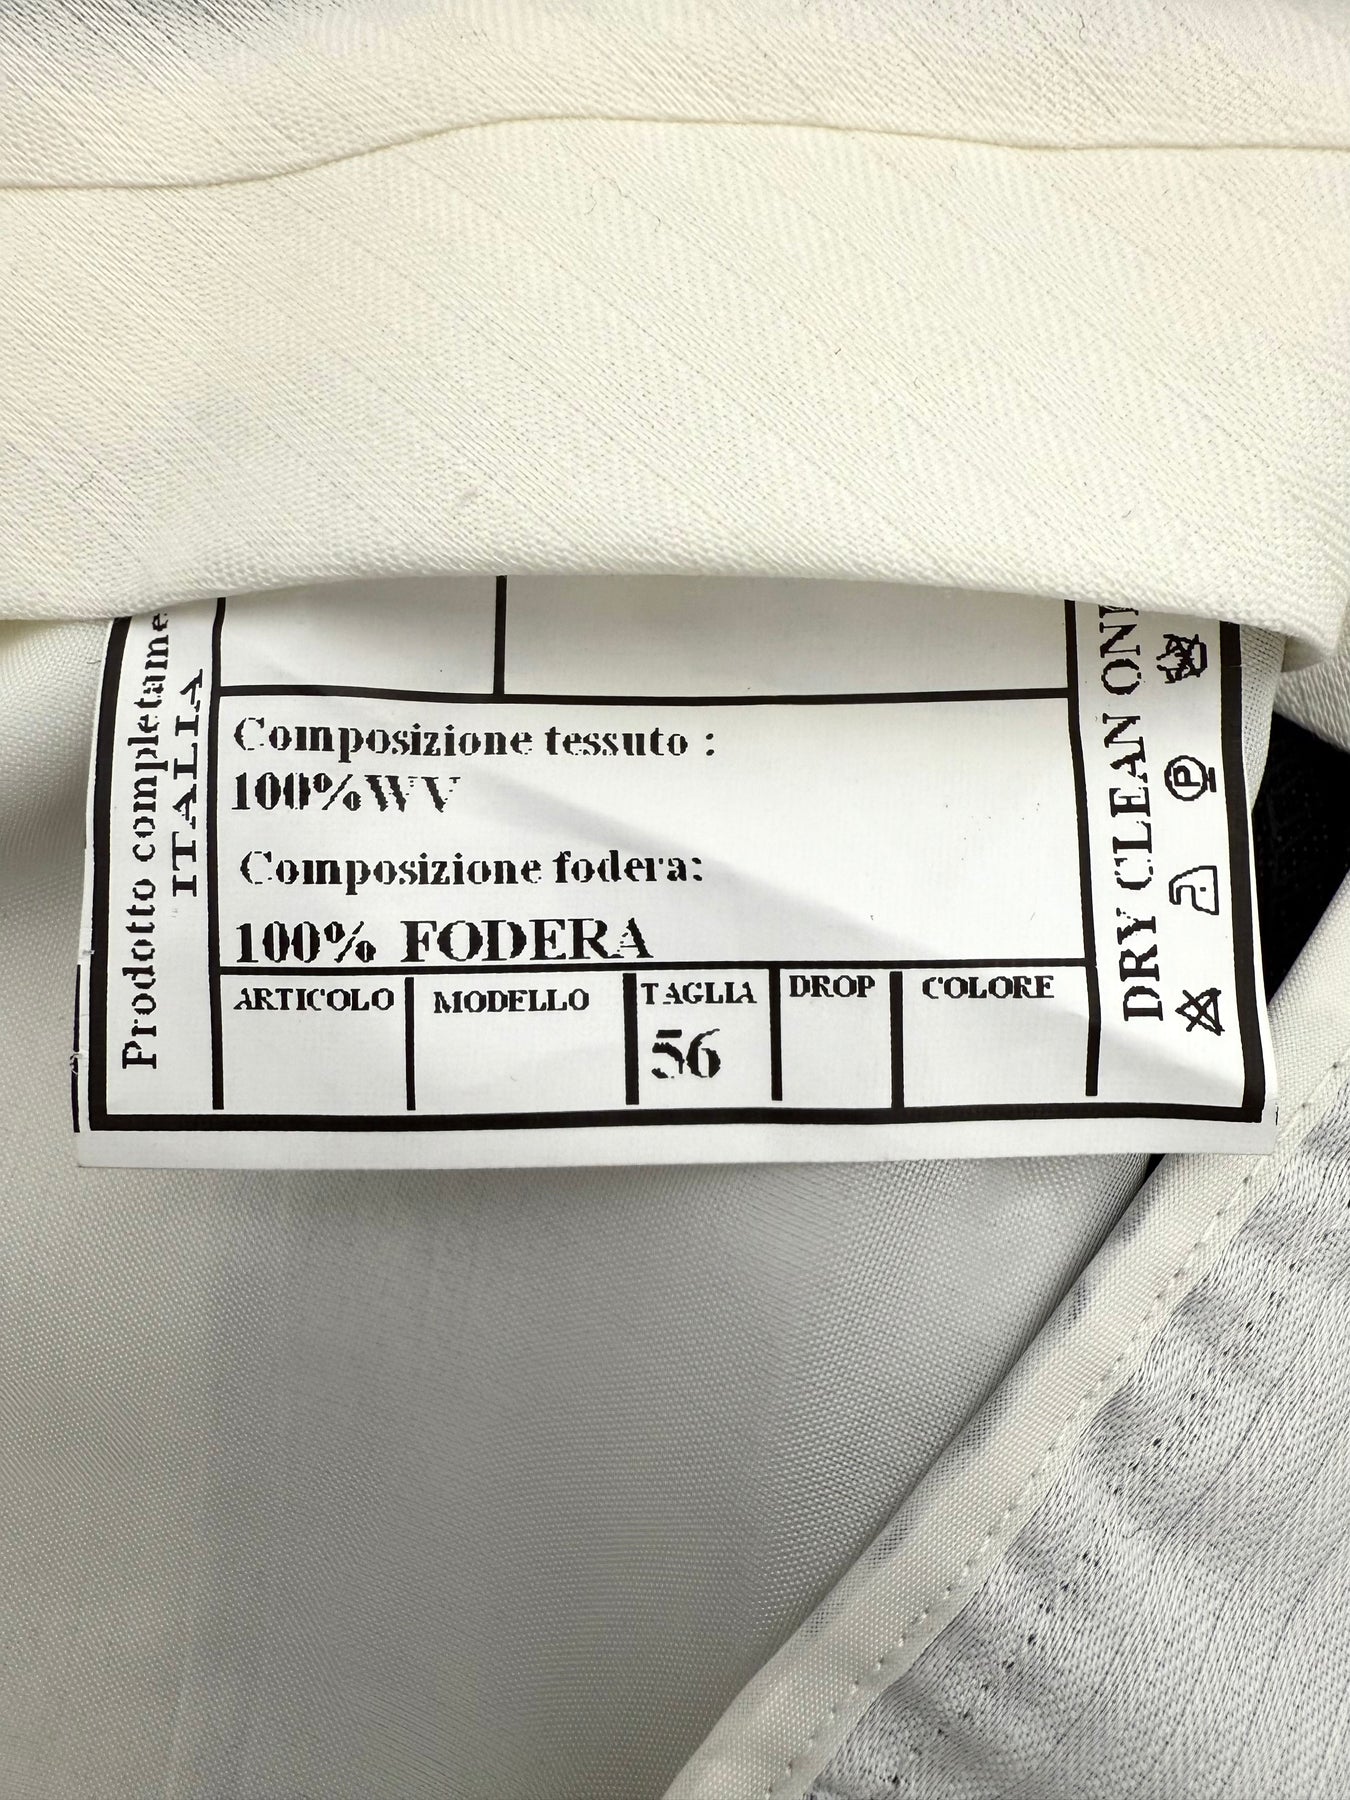 Prodotto completame
ITALIA
Composizione tessuto :
100%WV
Composizione fodera:
100% FODERA
ARTICOLO
MODELLO
TAGLIA
56
DROP
COLORE
DRY CLEAN ONL
P